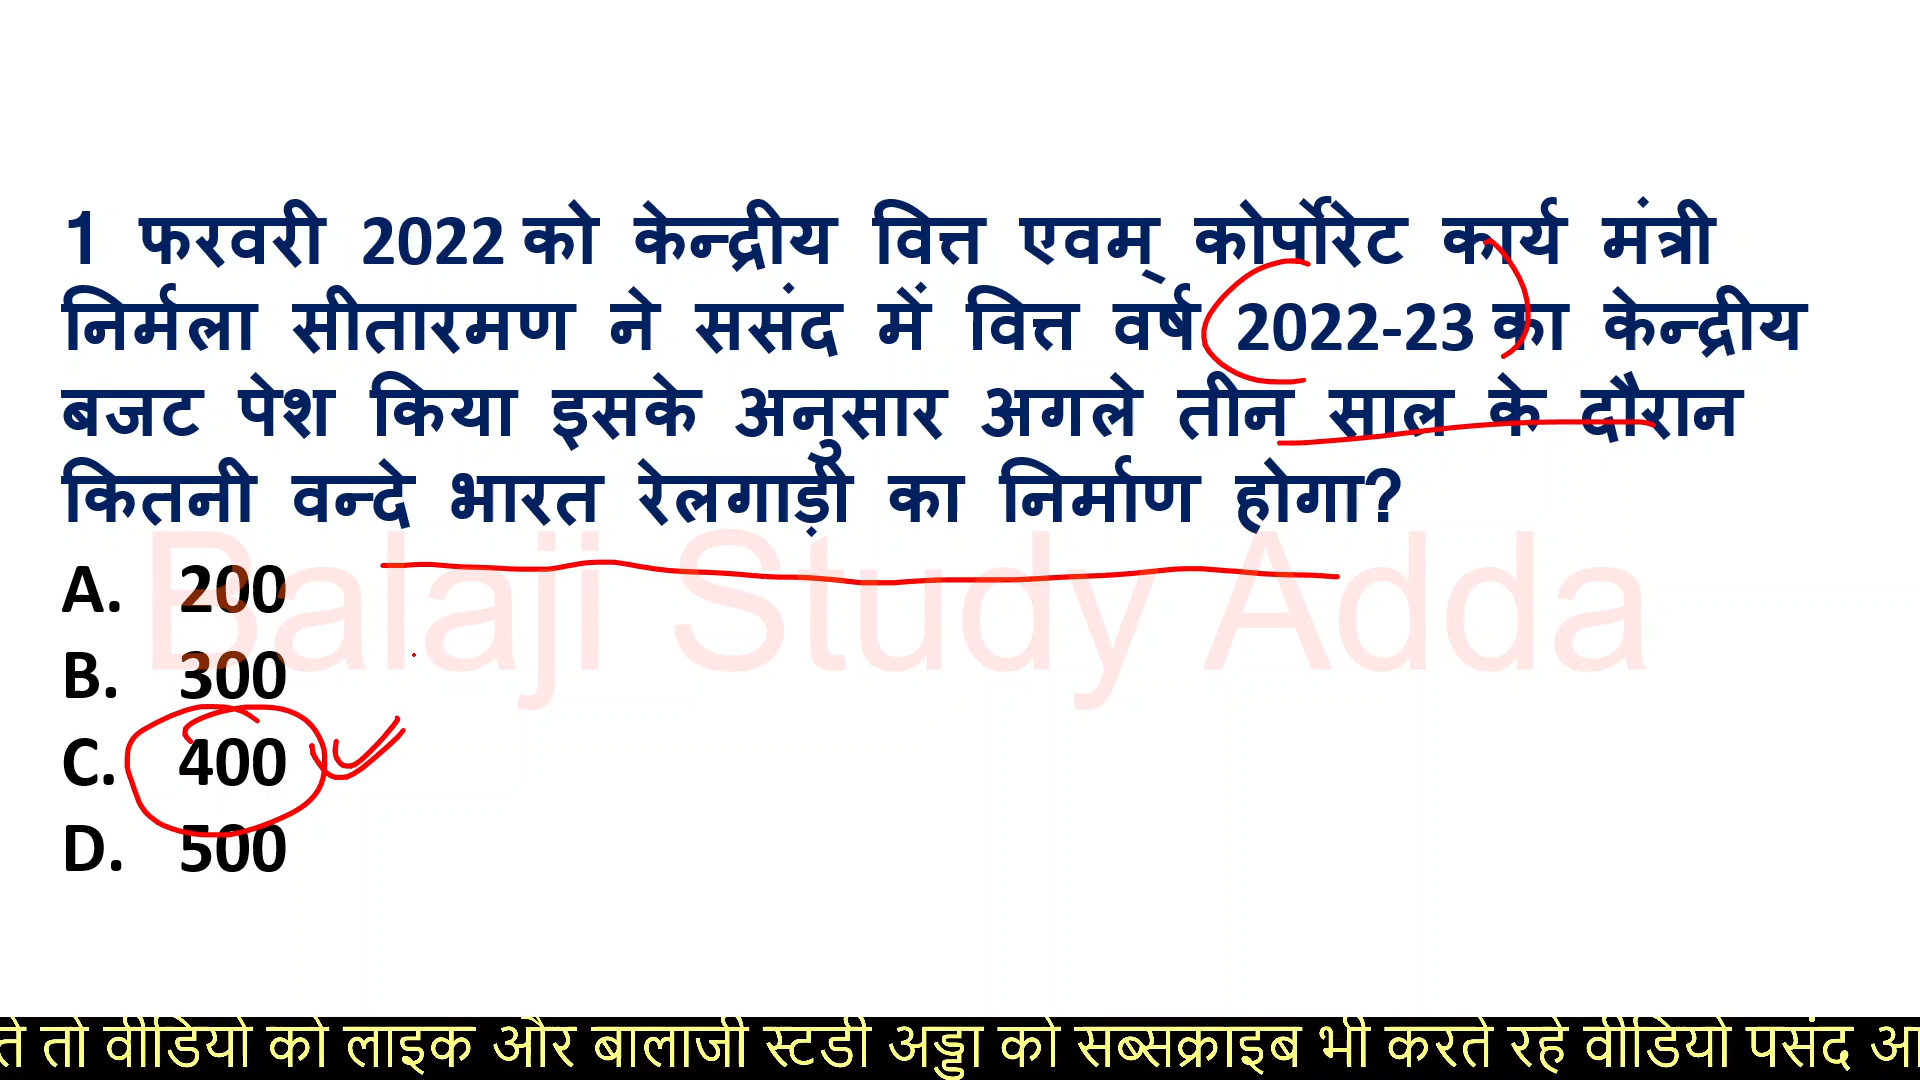 1 फरवरी 2022 को केन्द्रीय वित्त एवम् कोर्पोरेट कार्य मंत्री
निर्मला सीतारमण ने ससंद में वित्त वर्ष 2022-23 का केन्द्रीय
बजट पेश किया इसके अनुसार अगले तीन साल के दौरान
कितनी वन्दे भारत रेलगाड़ी का निर्माण होगा?
Balaji Study Adda
A. 200
B. 300
C. 400
D. 500
ते तो वीडियो को लाइक और बालाजी स्टडी अड्डा को सब्सक्राइब भी करते रहे वीडियो पसंद आ